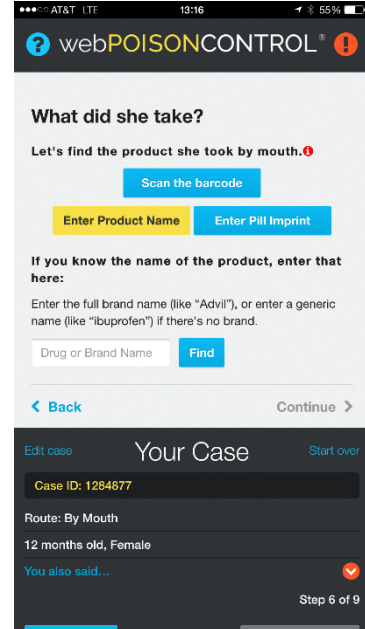 AT&T LTE 13:16 55%
? webPOISONCONTROL® !
What did she take?
Let's find the product she took by mouth.
Scan the barcode
Enter Product Name Enter Pill Imprint
If you know the name of the product, enter that
here:
Enter the full brand name (like “Advil”), or enter a generic
name (like “ibuprofen”) if there's no brand.
Drug or Brand Name Find
Back Continue
Edit case Your Case Start over
Case ID: 1284877
Route: By Mouth
12 months old, Female
You also said...
Step 6 of 9